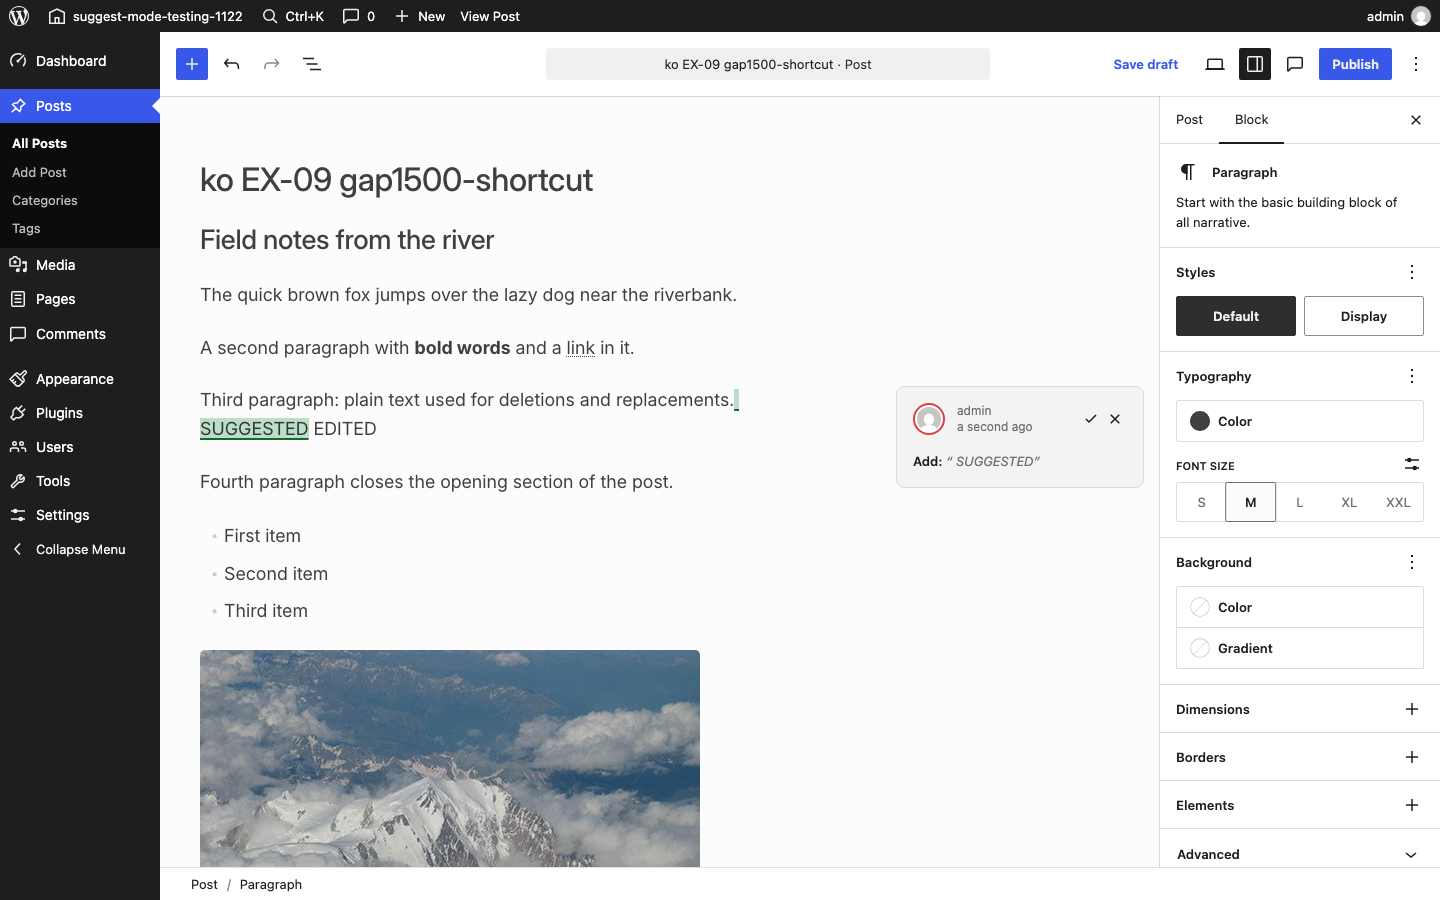 suggest-mode-testing-1122
Ctrl+K
0
New
View Post
admin
Dashboard
Posts
All Posts
Add Post
Categories
Tags
Media
Pages
Comments
Appearance
Plugins
Users
Tools
Settings
Collapse Menu
ko EX-09 gap1500-shortcut · Post
Save draft
Publish
ko EX-09 gap1500-shortcut
Field notes from the river
The quick brown fox jumps over the lazy dog near the riverbank.
A second paragraph with bold words and a link in it.
Third paragraph: plain text used for deletions and replacements.
SUGGESTED EDITED
Fourth paragraph closes the opening section of the post.
• First item
• Second item
• Third item
admin
a second ago
Add: “ SUGGESTED”
Post
Block
Paragraph
Start with the basic building block of
all narrative.
Styles
Default
Display
Typography
Color
FONT SIZE
S M L XL XXL
Background
Color
Gradient
Dimensions
Borders
Elements
Advanced
Post / Paragraph